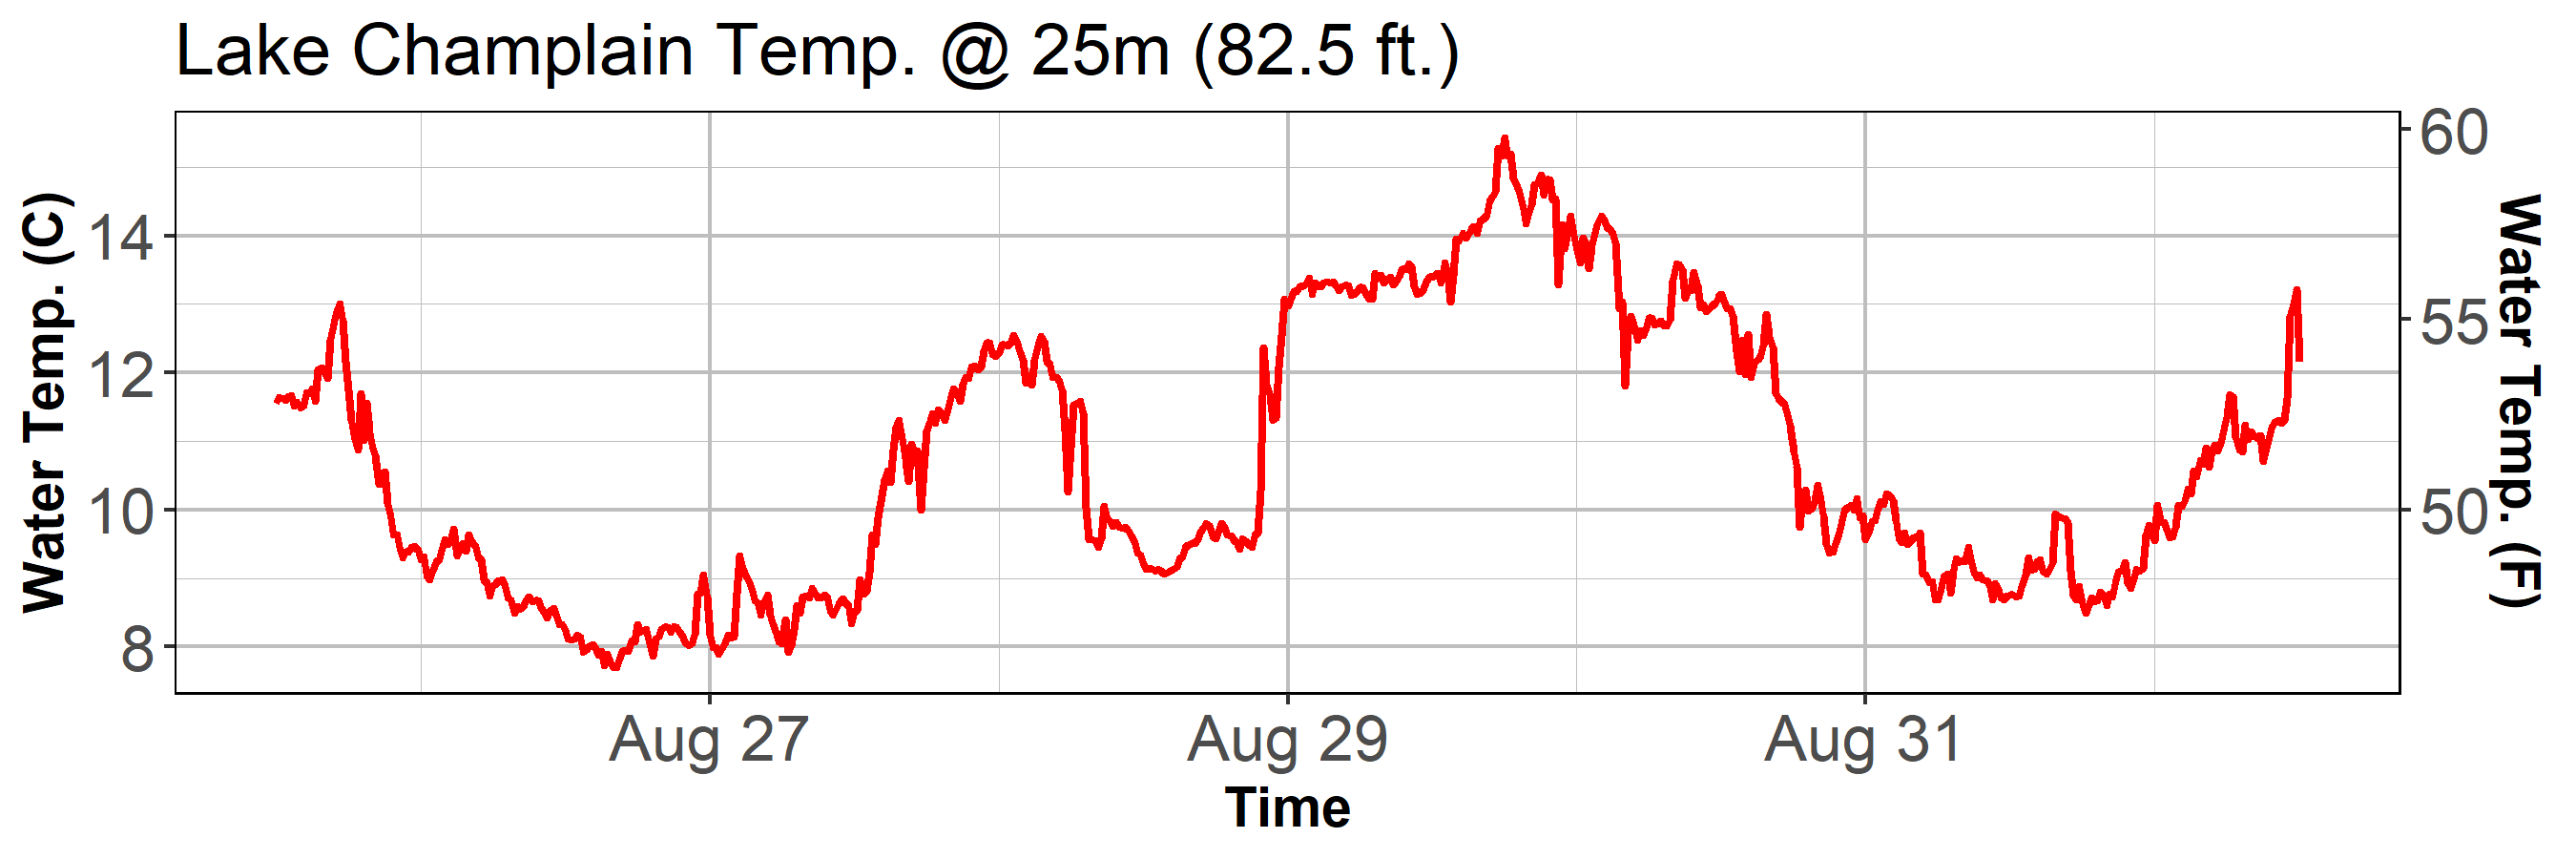 Lake Champlain Temp. @ 25m (82.5 ft.)
Water Temp. (C)
14
12
10
8
60
55
50
Water Temp. (F)
Aug 27
Aug 29
Aug 31
Time